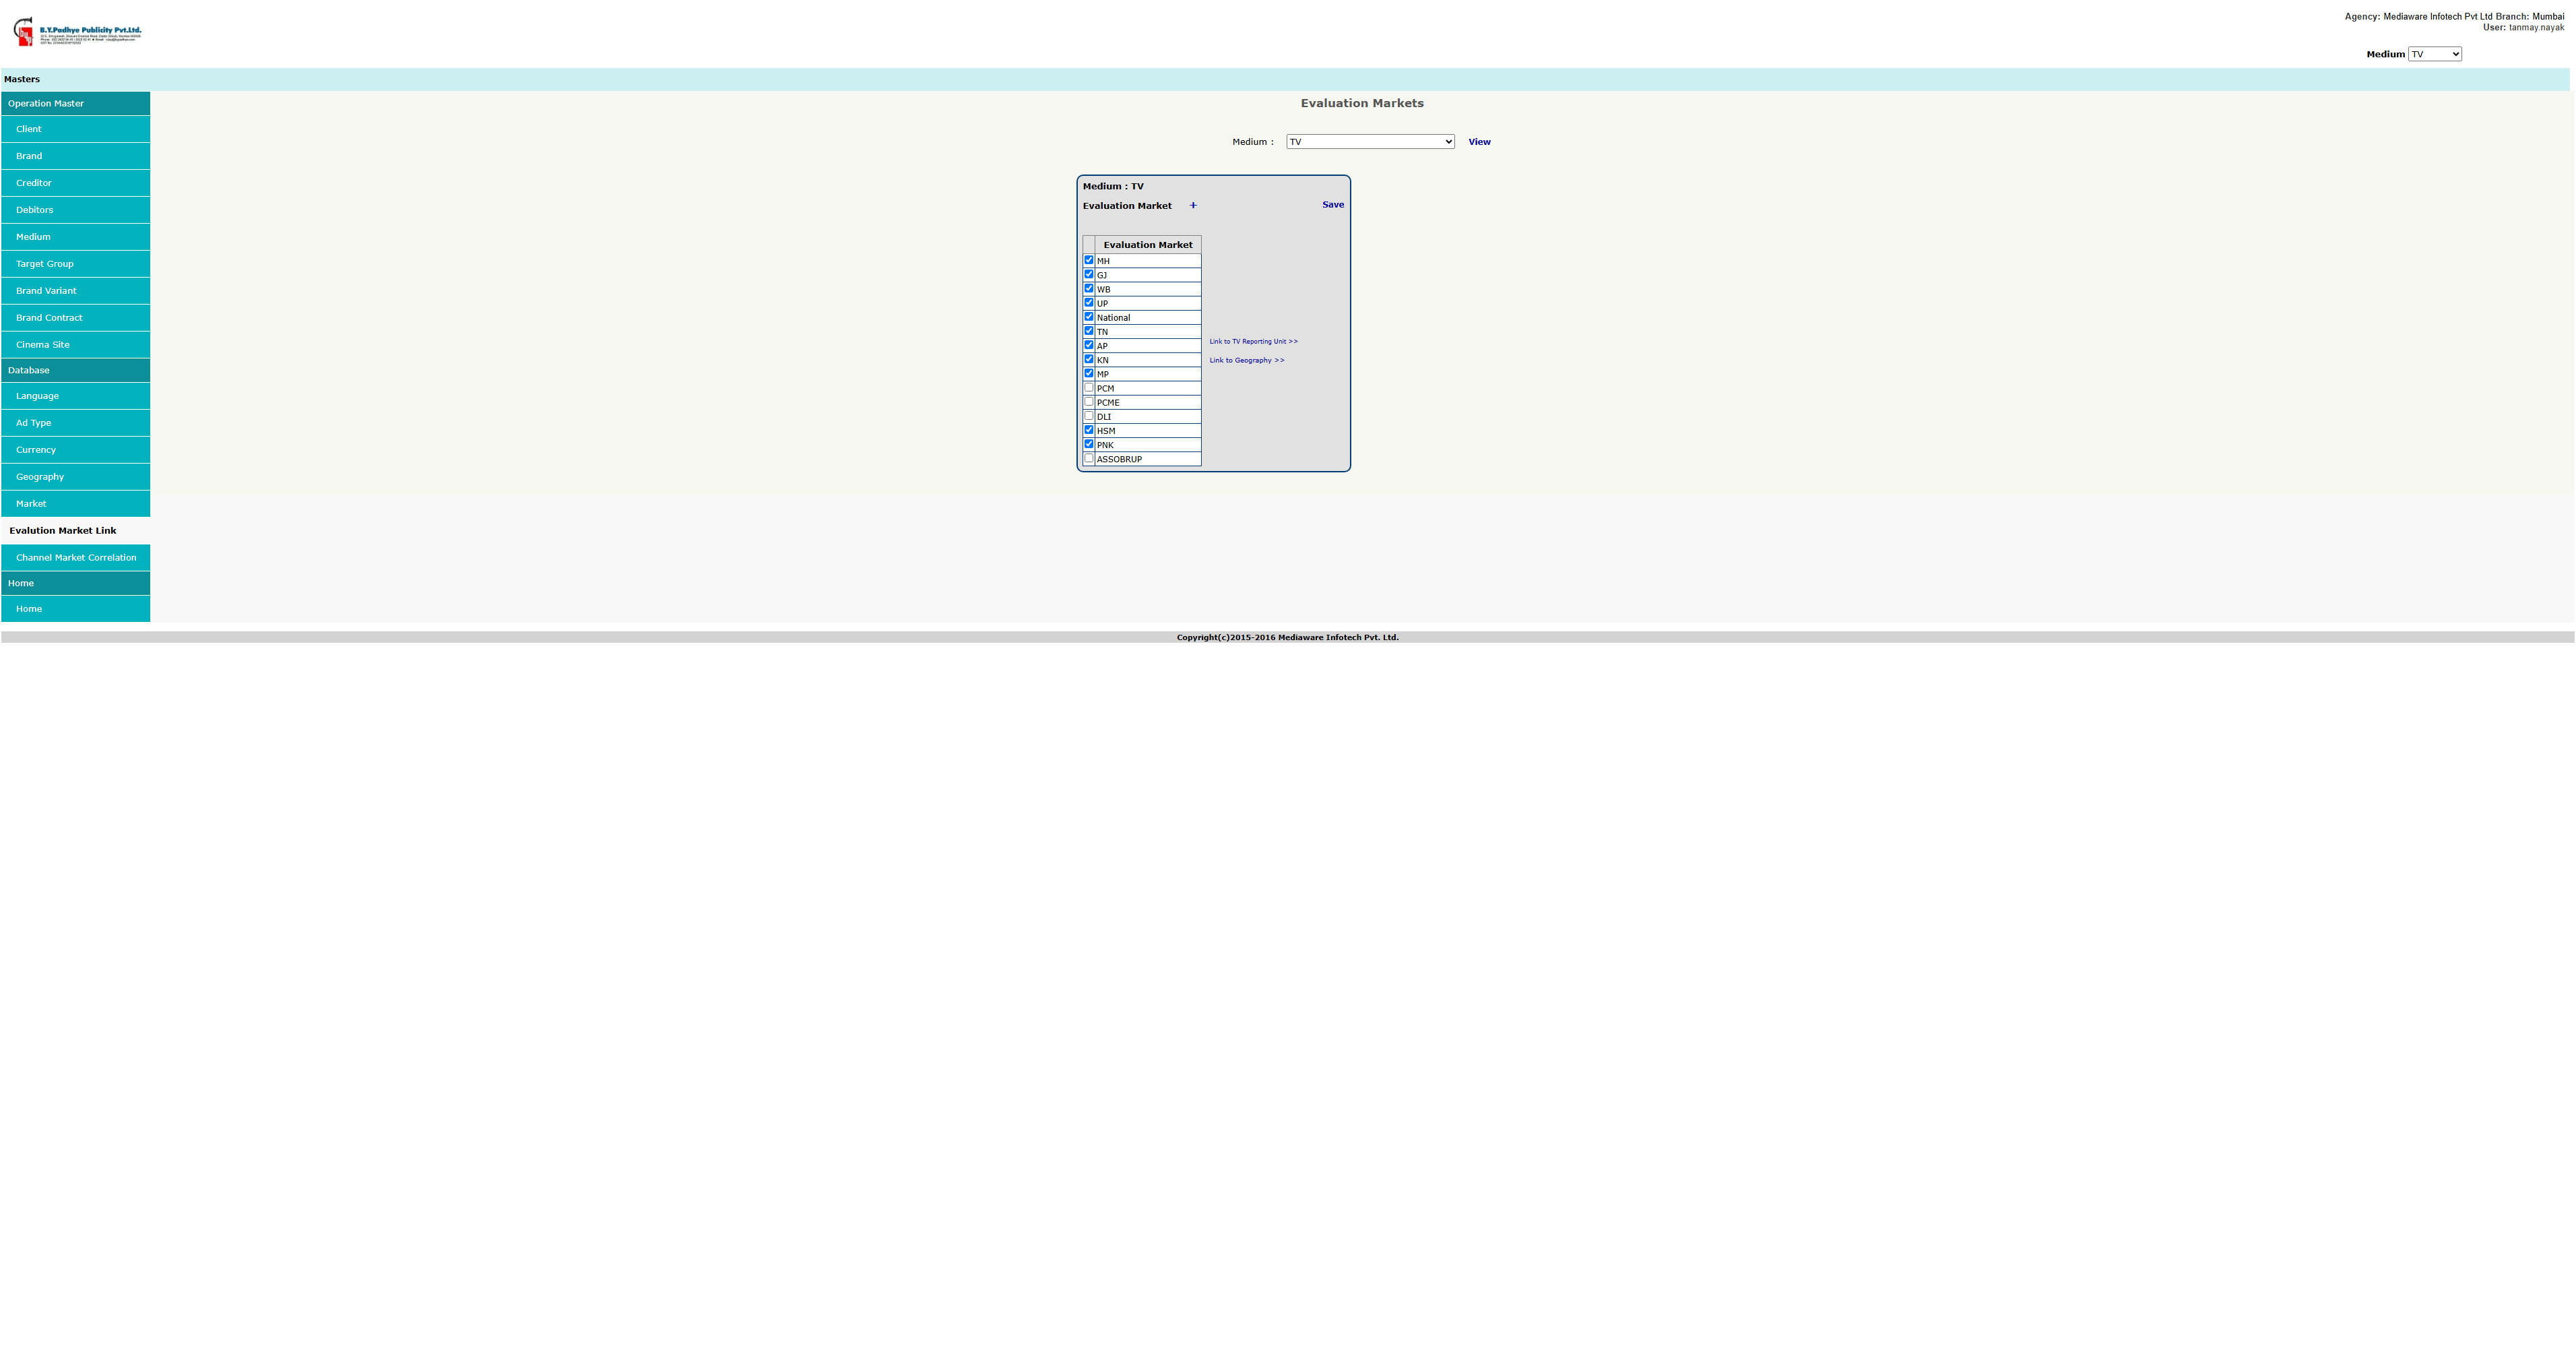 B.Y.Padhye Publicity Pvt.Ltd.
Agency: Mediaware Infotech Pvt Ltd Branch: Mumbai
User: tanmay.nayak
Medium TV
Masters
Operation Master
Client
Brand
Creditor
Debitors
Medium
Target Group
Brand Variant
Brand Contract
Cinema Site
Database
Language
Ad Type
Currency
Geography
Market
Evalution Market Link
Channel Market Correlation
Home
Home
Evaluation Markets
Medium : TV View
Medium : TV
Evaluation Market + Save
Evaluation Market
MH
GJ
WB
UP
National
TN
AP
KN
MP
PCM
PCME
DLI
HSM
PNK
ASSOBRUP
Link to TV Reporting Unit >>
Link to Geography >>
Copyright(c)2015-2016 Mediaware Infotech Pvt. Ltd.